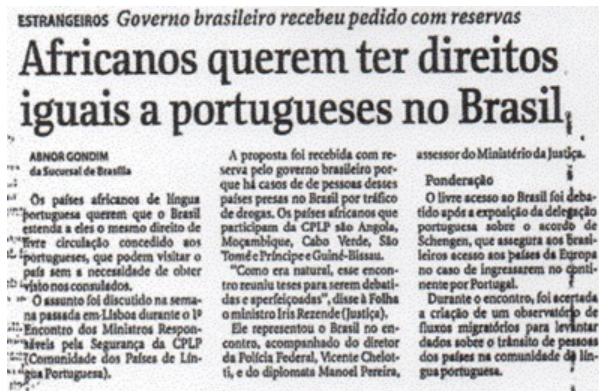 ESTRANGEIROS Governo brasileiro recebeu pedido com reservas
Africanos querem ter direitos
iguais a portugueses no Brasil
ABNOR GONDIM
da Sucursal de Brasília
Os países africanos de língua
portuguesa querem que o Brasil
estenda a eles o mesmo direito de
livre circulação concedido aos
portugueses, que podem visitar o
país sem a necessidade de obter
visto nos consulados.
O assunto foi discutido na sema-
na passada em Lisboa durante o 1º
Encontro dos Ministros Respon-
sáveis pela Segurança da CPLP
(Comunidade dos Países de Lín-
gua Portuguesa).
A proposta foi recebida com re-
serva pelo governo brasileiro por-
que há casos de de pessoas desses
países presas no Brasil por tráfico
de drogas. Os países africanos que
participam da CPLP são Angola,
Moçambique, Cabo Verde, São
Tomé e Príncipe e Guiné-Bissau.
"Como era natural, esse encon-
tro reuniu teses para serem debati-
das e aperfeiçoadas", disse à Folha
o ministro Iris Rezende (Justiça).
Ele representou o Brasil no en-
contro, acompanhado do diretor
da Polícia Federal, Vicente Chelot-
ti, e do diplomata Manoel Pereira,
assessor do Ministério da Justiça.
Ponderação
O livre acesso ao Brasil foi deba-
tido após a exposição da delegação
portuguesa sobre o acordo de
Schengen, que assegura aos brasi-
leiros acesso aos países da Europa
no caso de ingressarem no conti-
nente por Portugal.
Durante o encontro, foi acertada
a criação de um observatório de
fluxos migratórios para levantar
dados sobre o trânsito de pessoas
dos países na comunidade de lín-
gua portuguesa.